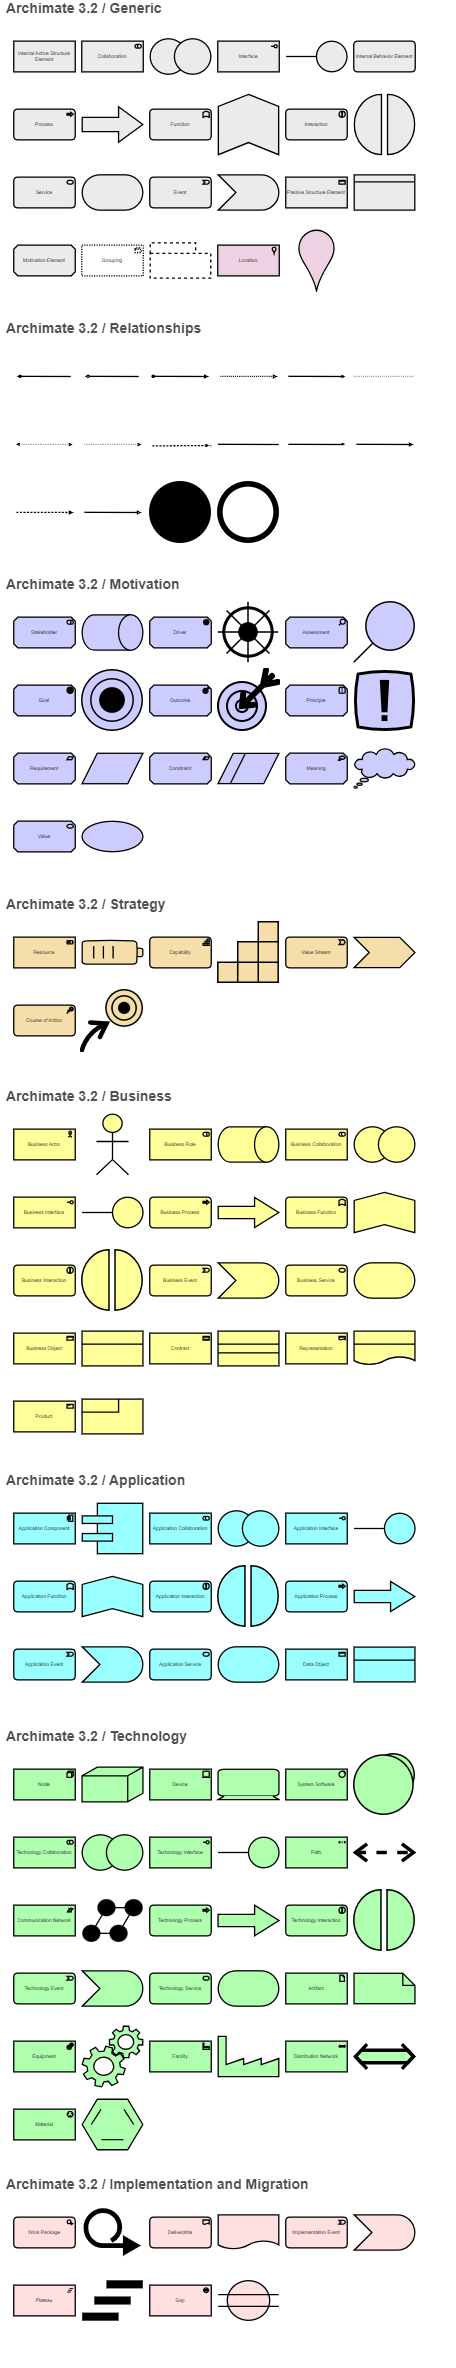 Archimate 3.2 / Generic
Internal Active Structure
Element
Collaboration
Interface
Internal Behavior Element
Process
Function
Interaction
Service
Event
Passive Structure Element
Motivation Element
Grouping
Location
Archimate 3.2 / Relationships
Archimate 3.2 / Motivation
Stakeholder
Driver
Assessment
Goal
Outcome
Principle
Requirement
Constraint
Meaning
Value
Archimate 3.2 / Strategy
Resource
Capability
Value Stream
Course of Action
Archimate 3.2 / Business
Business Actor
Business Role
Business Collaboration
Business Interface
Business Process
Business Function
Business Interaction
Business Event
Business Service
Business Object
Contract
Representation
Product
Archimate 3.2 / Application
Application Component
Application Collaboration
Application Interface
Application Function
Application Interaction
Application Process
Application Event
Application Service
Data Object
Archimate 3.2 / Technology
Node
Device
System Software
Technology Collaboration
Technology Interface
Path
Communication Network
Technology Process
Technology Interaction
Technology Event
Technology Service
Artifact
Equipment
Facility
Distribution Network
Material
Archimate 3.2 / Implementation and Migration
Work Package
Deliverable
Implementation Event
Plateau
Gap